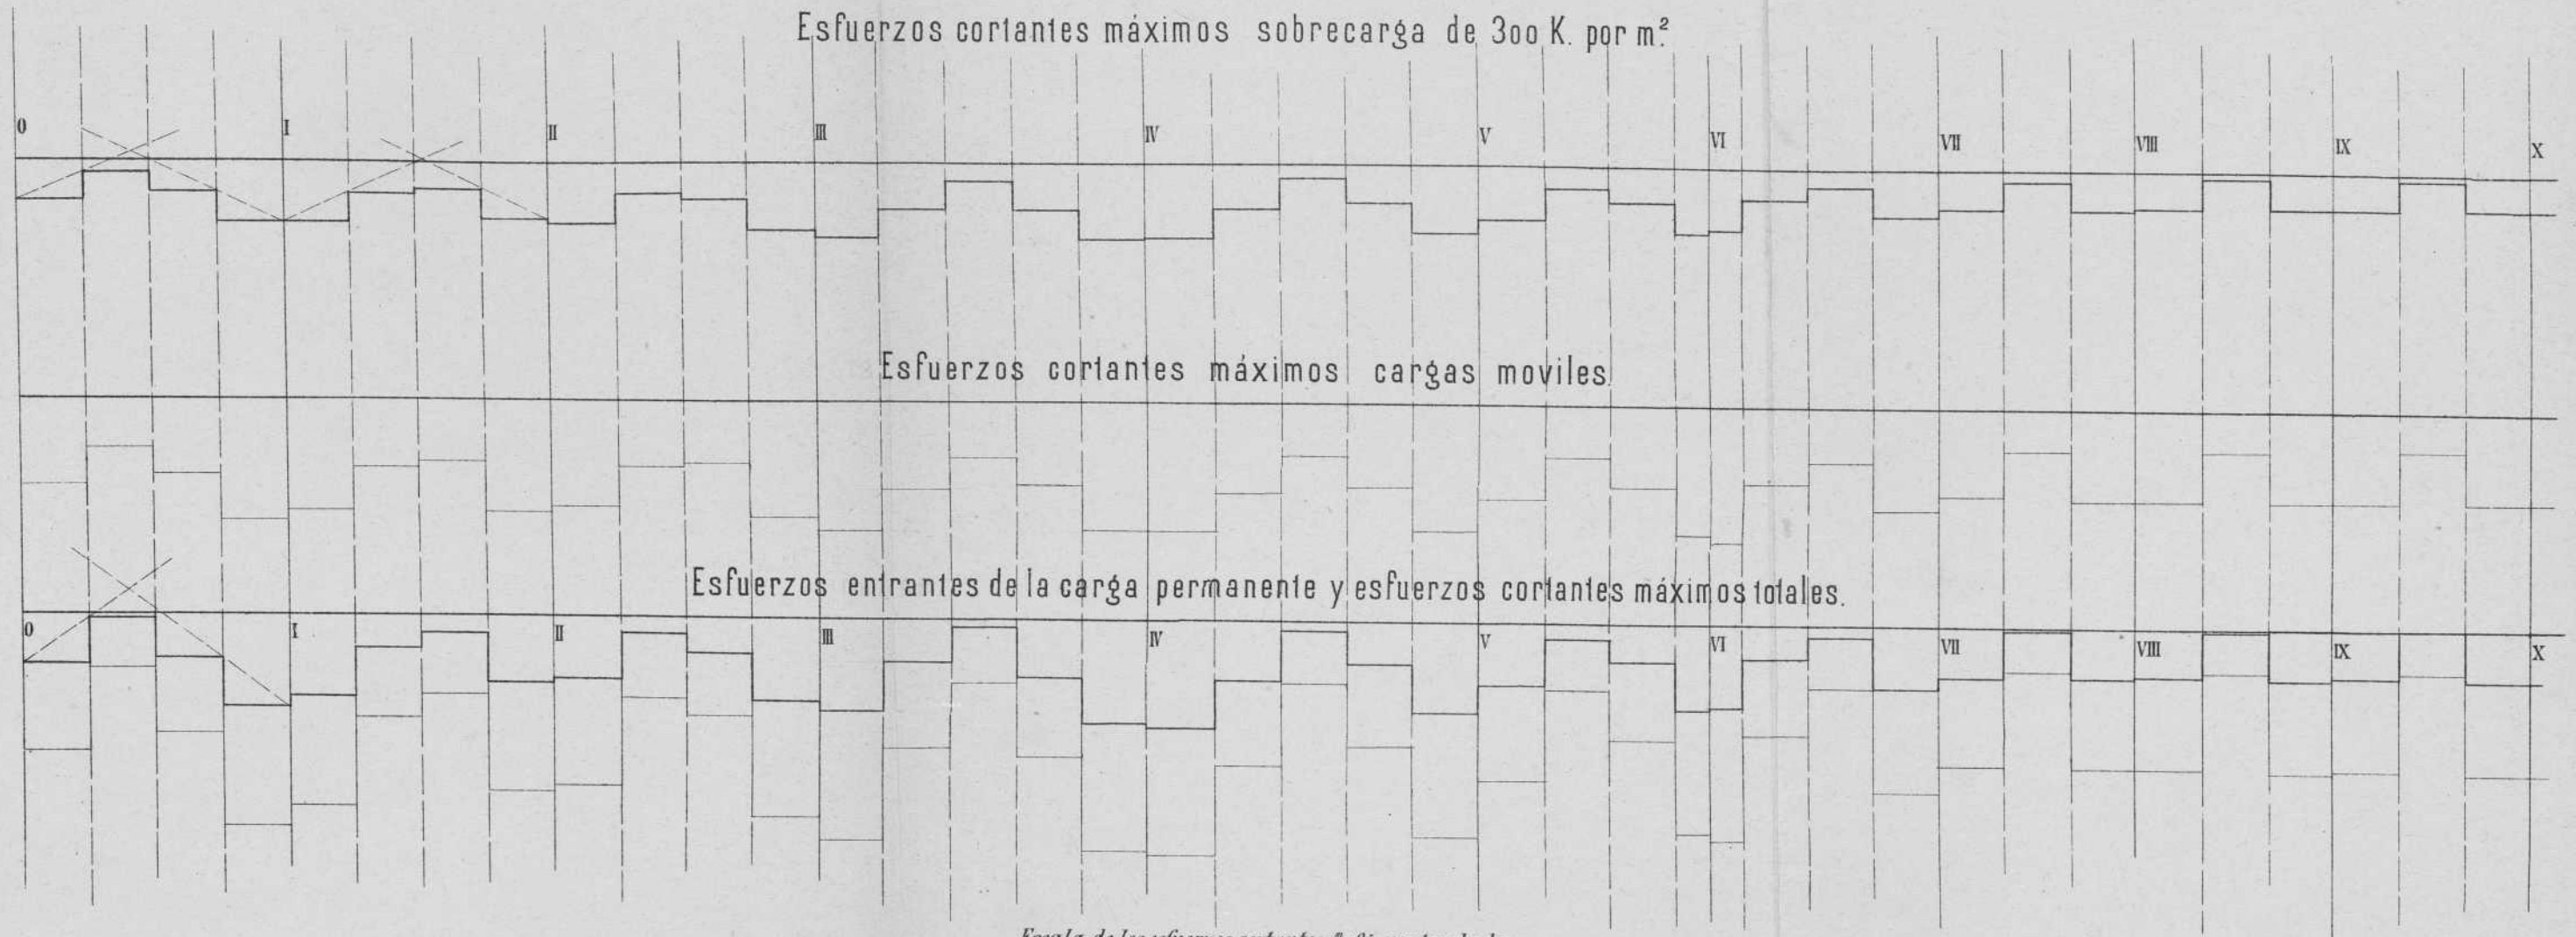 Esfuerzos cortantes máximos sobrecarga de 300 K. por m².
0 I II III IV V VI VII VIII IX X
Esfuerzos cortantes máximos cargas moviles
Esfuerzos entrantes de la carga permanente y esfuerzos cortantes máximos totales.
0 I II III IV V VI VII VIII IX X